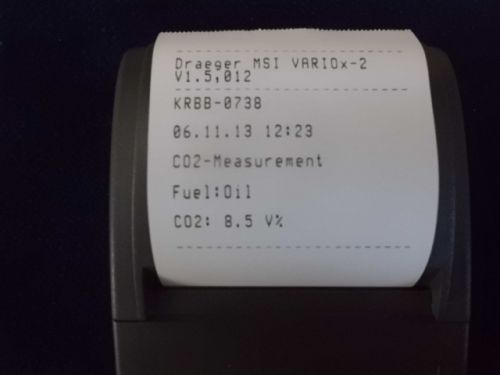 Draeger MSI VARIOx-2
V1.5,012
KRBB-0738
06.11.13 12:23
CO2-Measurement
Fuel:Oil
CO2: 8.5 V%